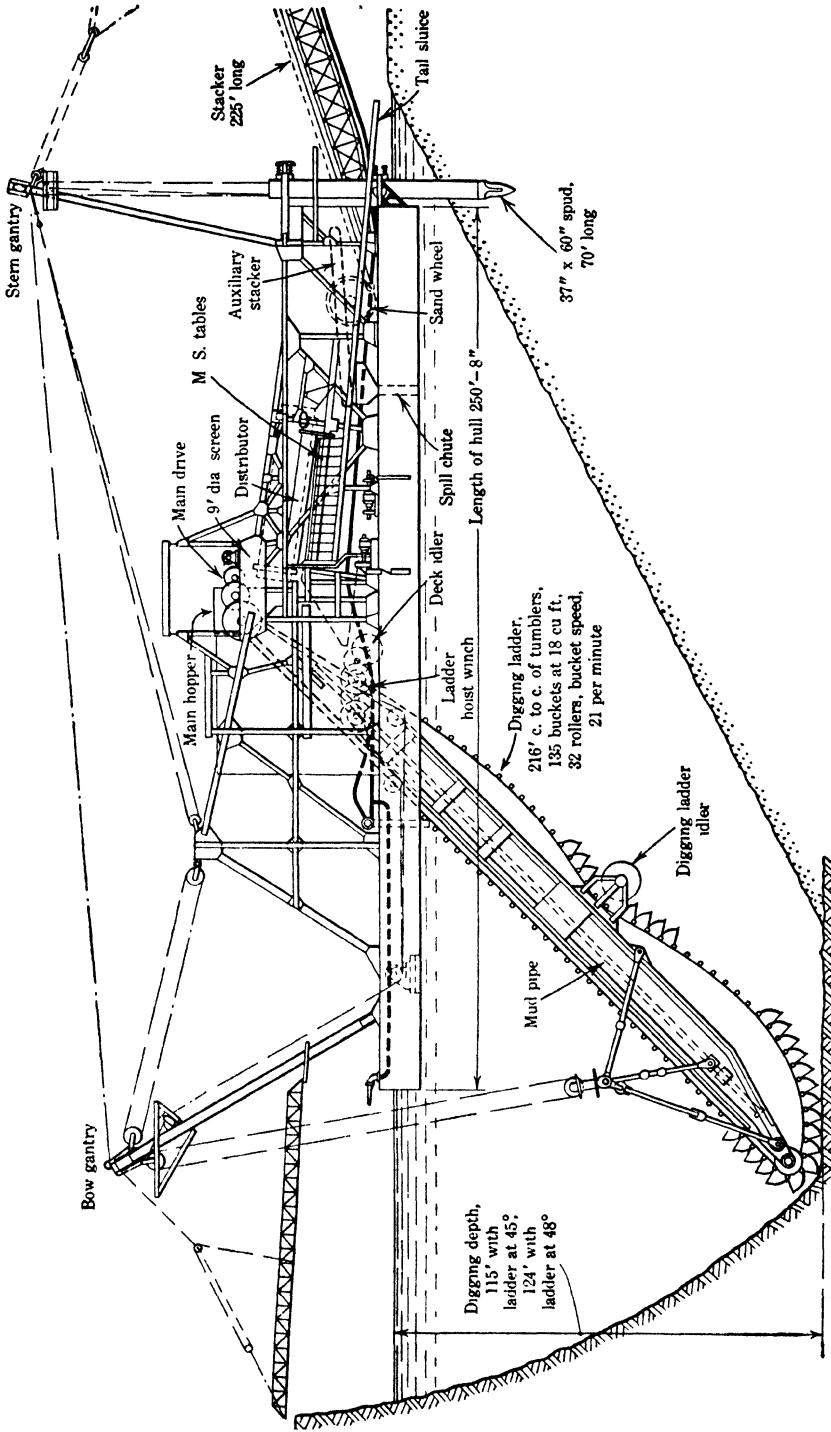 Stern gantry
Stacker
225' long
Tail sluice
37" x 60" spud,
70' long
Auxiliary
stacker
Sand wheel
M S. tables
Distributor
9' dia screen
Main drive
Spill chute
Length of hull 250'-8"
Main hopper
Deck idler
Ladder
hoist winch
Digging ladder,
216' c. to c. of tumblers,
135 buckets at 18 cu ft,
32 rollers, bucket speed,
21 per minute
Digging ladder
idler
Mud pipe
Bow gantry
Digging depth,
115' with
ladder at 45°;
124' with
ladder at 48°